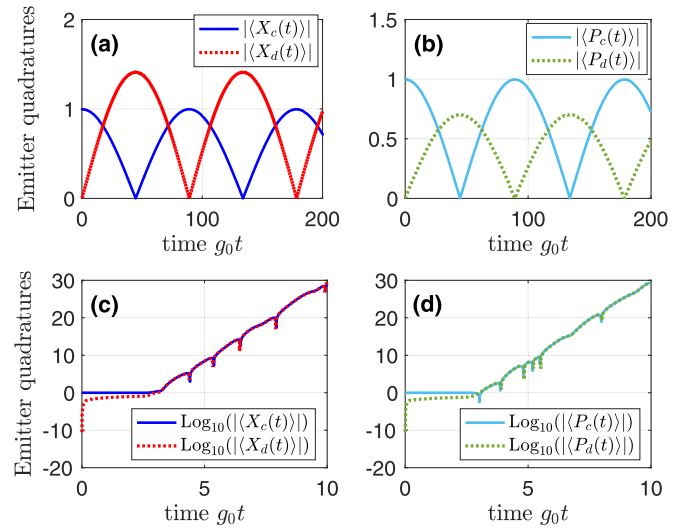 (a)
|⟨X_c(t)⟩|
|⟨X_d(t)⟩|
Emitter quadratures
2
1
0
0 100 200
time g_0t
(b)
|⟨P_c(t)⟩|
|⟨P_d(t)⟩|
1.5
1
0.5
0
0 100 200
time g_0t
(c)
Emitter quadratures
30
20
10
0
-10
-20
Log_10(|⟨X_c(t)⟩|)
Log_10(|⟨X_d(t)⟩|)
0 5 10
time g_0t
(d)
30
20
10
0
-10
-20
Log_10(|⟨P_c(t)⟩|)
Log_10(|⟨P_d(t)⟩|)
0 5 10
time g_0t